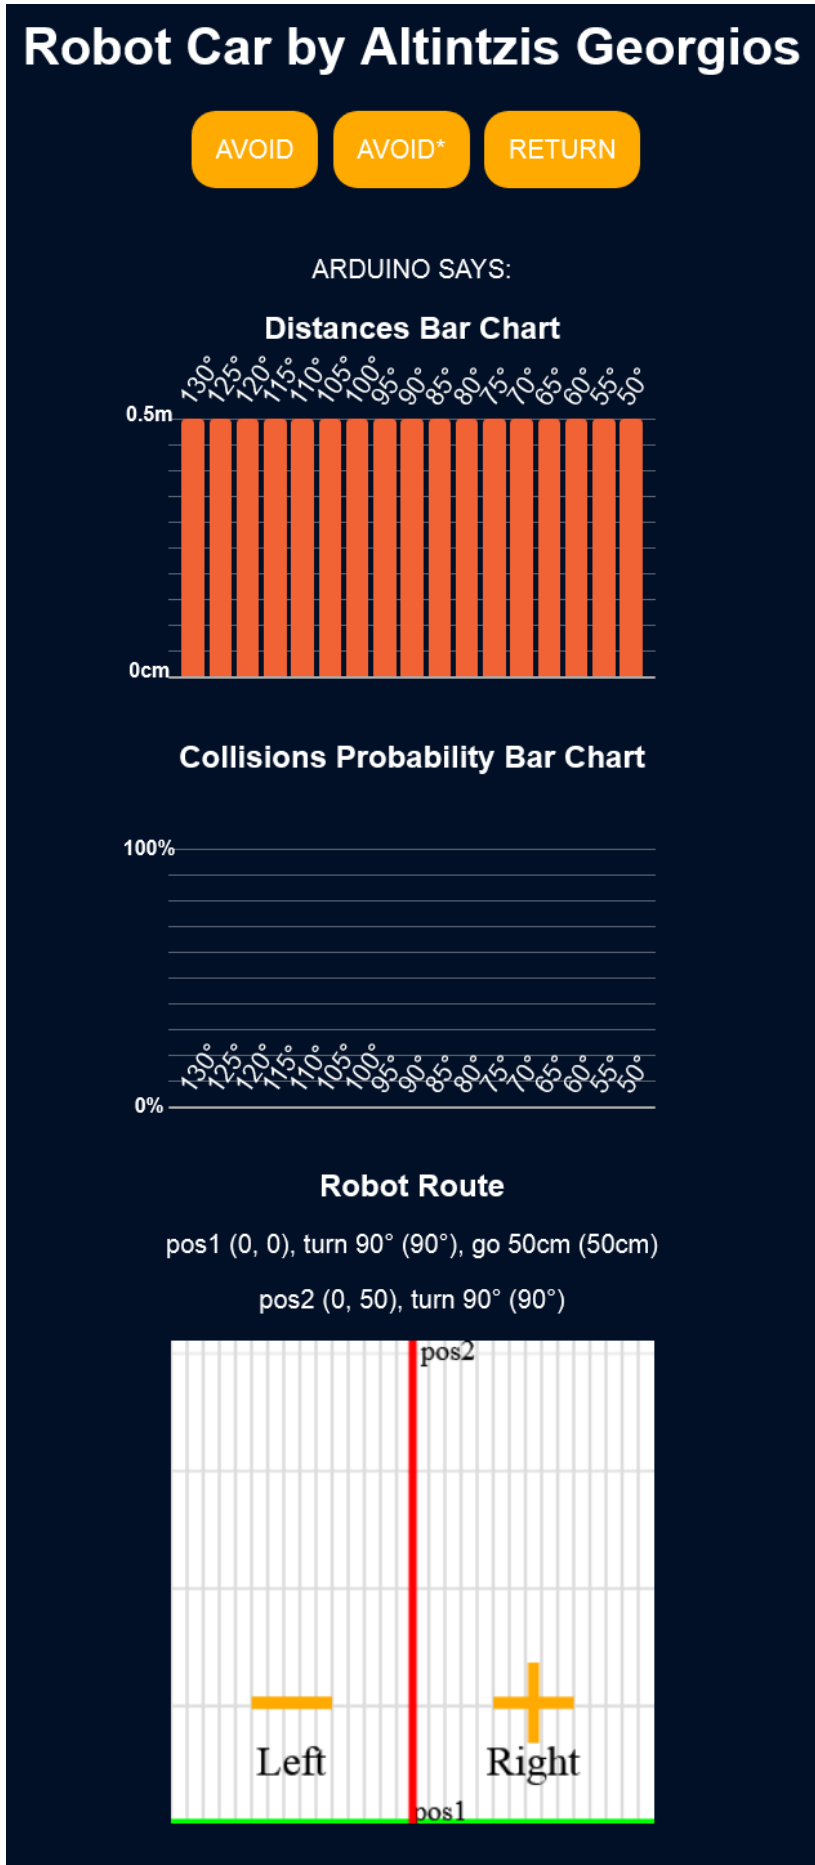 Robot Car by Altintzis Georgios
AVOID AVOID* RETURN
ARDUINO SAYS:
Distances Bar Chart
130° 125° 120° 115° 110° 105° 100° 95° 90° 85° 80° 75° 70° 65° 60° 55° 50°
0.5m
0cm
Collisions Probability Bar Chart
100%
130° 125° 120° 115° 110° 105° 100° 95° 90° 85° 80° 75° 70° 65° 60° 55° 50°
0%
Robot Route
pos1 (0, 0), turn 90° (90°), go 50cm (50cm)
pos2 (0, 50), turn 90° (90°)
pos2
Left Right
pos1